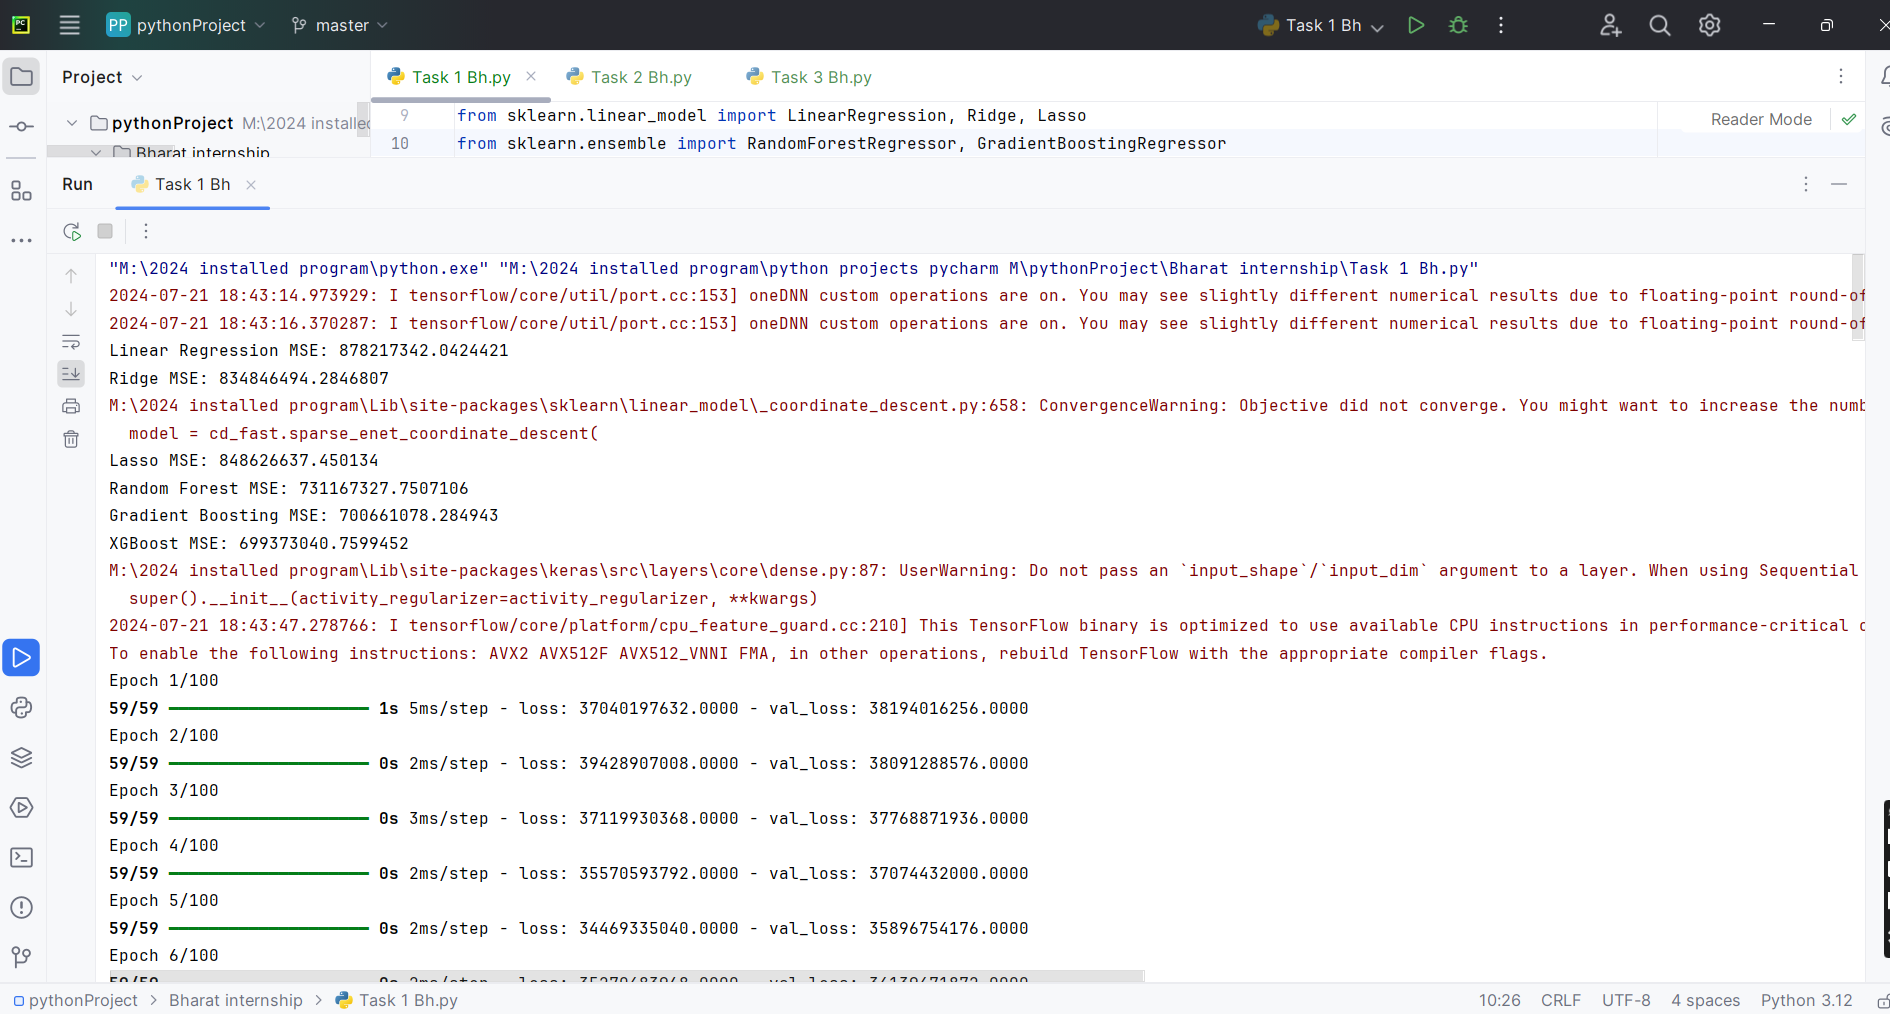 PC
PP pythonProject master Task 1 Bh
Project
Task 1 Bh.py Task 2 Bh.py Task 3 Bh.py
pythonProject M:\2024 installed
Bharat internship
9 from sklearn.linear_model import LinearRegression, Ridge, Lasso
10 from sklearn.ensemble import RandomForestRegressor, GradientBoostingRegressor
Reader Mode
Run Task 1 Bh
"M:\2024 installed program\python.exe" "M:\2024 installed program\python projects pycharm M\pythonProject\Bharat internship\Task 1 Bh.py"
2024-07-21 18:43:14.973929: I tensorflow/core/util/port.cc:153] oneDNN custom operations are on. You may see slightly different numerical results due to floating-point round-of
2024-07-21 18:43:16.370287: I tensorflow/core/util/port.cc:153] oneDNN custom operations are on. You may see slightly different numerical results due to floating-point round-of
Linear Regression MSE: 878217342.0424421
Ridge MSE: 834846494.2846807
M:\2024 installed program\Lib\site-packages\sklearn\linear_model\_coordinate_descent.py:658: ConvergenceWarning: Objective did not converge. You might want to increase the numb
model = cd_fast.sparse_enet_coordinate_descent(
Lasso MSE: 848626637.450134
Random Forest MSE: 731167327.7507106
Gradient Boosting MSE: 700661078.284943
XGBoost MSE: 699373040.7599452
M:\2024 installed program\Lib\site-packages\keras\src\layers\core\dense.py:87: UserWarning: Do not pass an `input_shape`/`input_dim` argument to a layer. When using Sequential
super().__init__(activity_regularizer=activity_regularizer, **kwargs)
2024-07-21 18:43:47.278766: I tensorflow/core/platform/cpu_feature_guard.cc:210] This TensorFlow binary is optimized to use available CPU instructions in performance-critical o
To enable the following instructions: AVX2 AVX512F AVX512_VNNI FMA, in other operations, rebuild TensorFlow with the appropriate compiler flags.
Epoch 1/100
59/59 1s 5ms/step - loss: 37040197632.0000 - val_loss: 38194016256.0000
Epoch 2/100
59/59 0s 2ms/step - loss: 39428907008.0000 - val_loss: 38091288576.0000
Epoch 3/100
59/59 0s 3ms/step - loss: 37119930368.0000 - val_loss: 37768871936.0000
Epoch 4/100
59/59 0s 2ms/step - loss: 35570593792.0000 - val_loss: 37074432000.0000
Epoch 5/100
59/59 0s 2ms/step - loss: 34469335040.0000 - val_loss: 35896754176.0000
Epoch 6/100
pythonProject > Bharat internship > Task 1 Bh.py
10:26 CRLF UTF-8 4 spaces Python 3.12